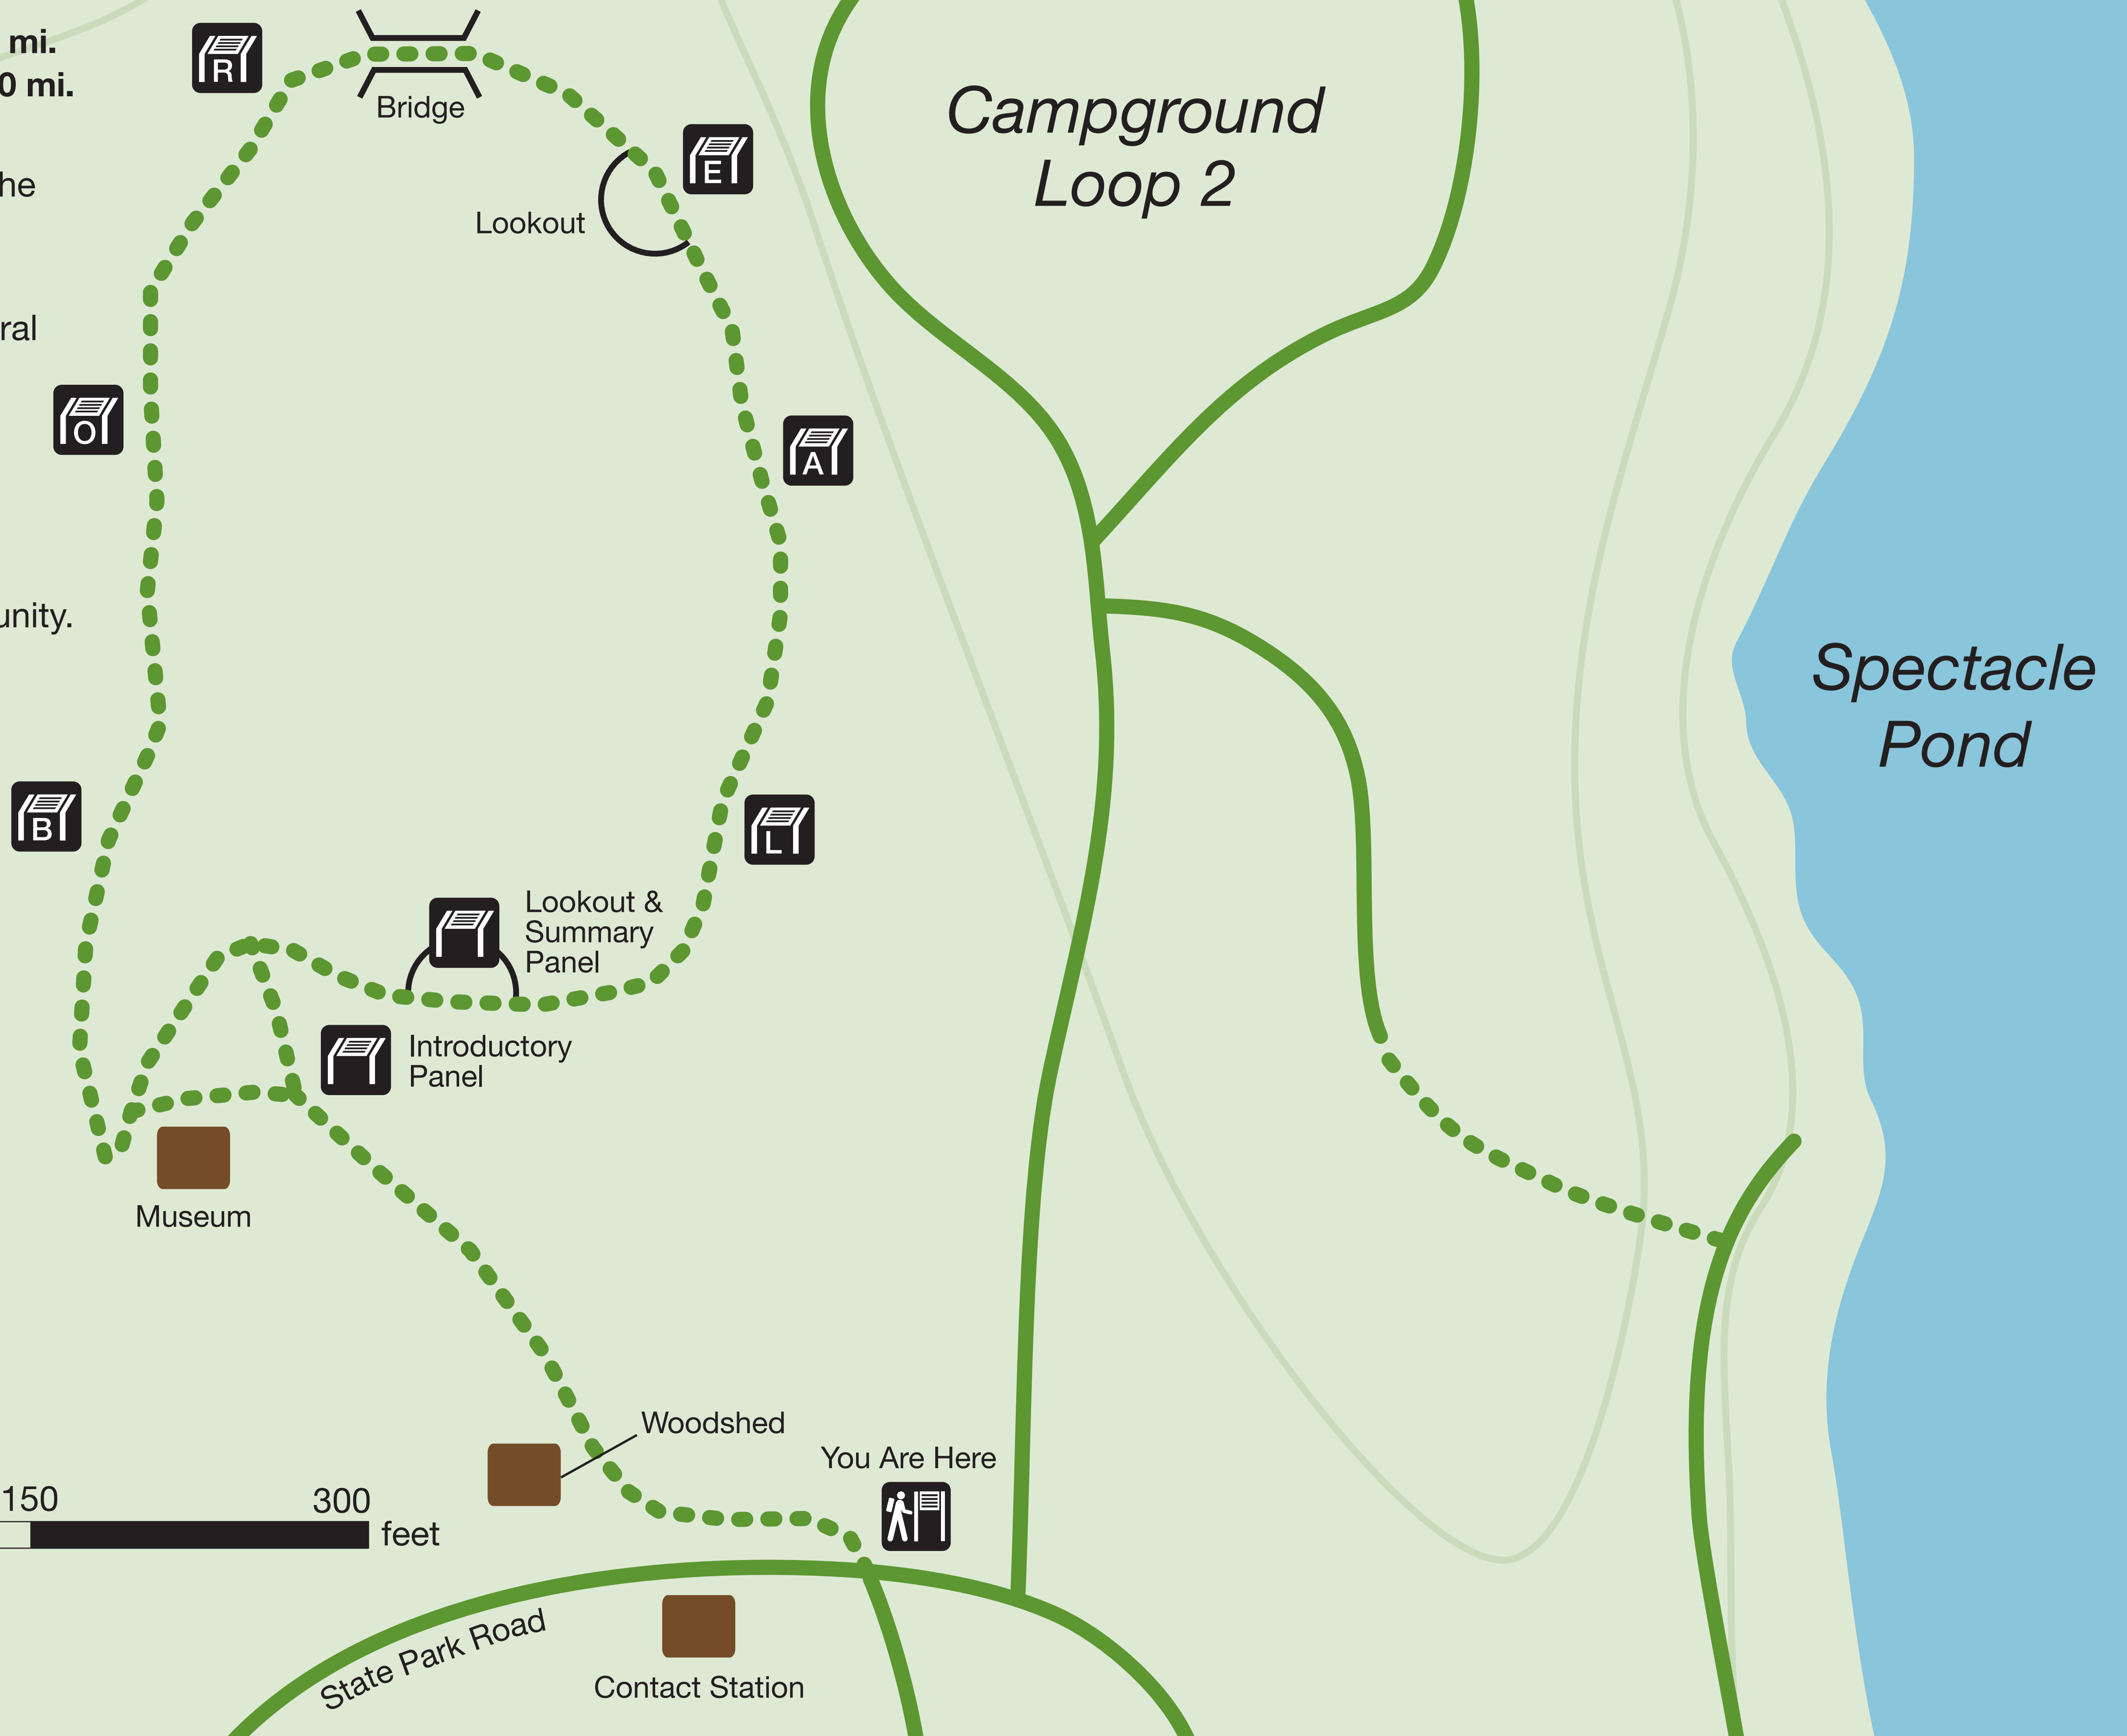 mi.
0 mi.
he
ral
unity.
R
Bridge
E
Lookout
Campground
Loop 2
O
A
Spectacle
Pond
B
L
Lookout &
Summary
Panel
Introductory
Panel
Museum
Woodshed
You Are Here
150 300
feet
State Park Road
Contact Station